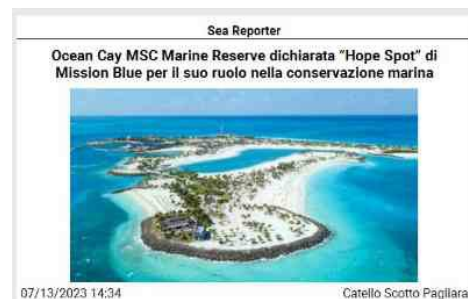 Sea Reporter
Ocean Cay MSC Marine Reserve dichiarata “Hope Spot” di
Mission Blue per il suo ruolo nella conservazione marina
07/13/2023 14:34
Catello Scotto Pagliara